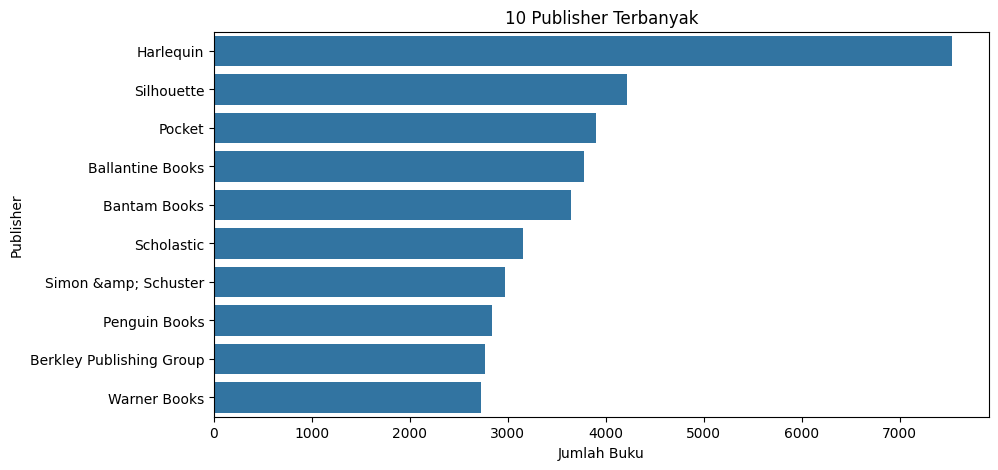 10 Publisher Terbanyak
Publisher
Harlequin
Silhouette
Pocket
Ballantine Books
Bantam Books
Scholastic
Simon &amp; Schuster
Penguin Books
Berkley Publishing Group
Warner Books
0 1000 2000 3000 4000 5000 6000 7000
Jumlah Buku